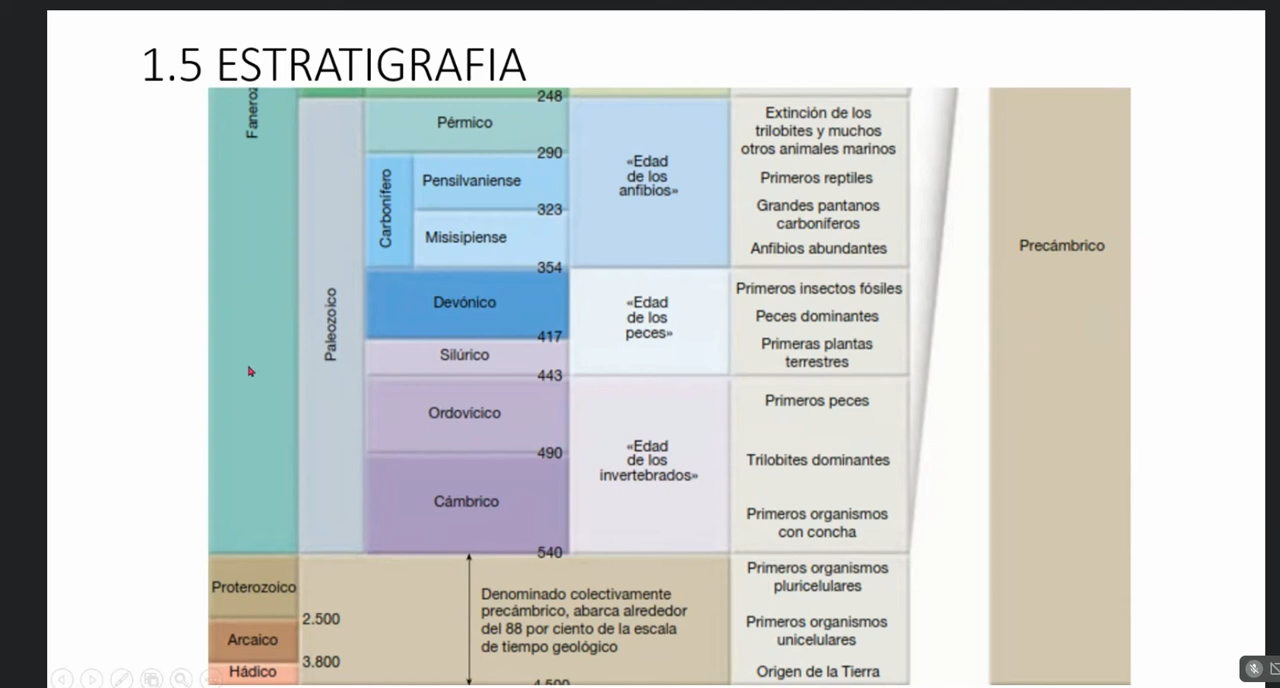 1.5 ESTRATIGRAFIA
248
Pérmico
290
Carbonífero
Pensilvaniense
323
Misisipiense
354
Paleozoico
Devónico
417
Silúrico
443
Ordovícico
490
Cámbrico
540
«Edad
de los
anfibios»
«Edad
de los
peces»
«Edad
de los
invertebrados»
Extinción de los
trilobites y muchos
otros animales marinos
Primeros reptiles
Grandes pantanos
carboníferos
Anfibios abundantes
Primeros insectos fósiles
Peces dominantes
Primeras plantas
terrestres
Primeros peces
Trilobites dominantes
Primeros organismos
con concha
Precámbrico
Proterozoico
2.500
Arcaico
3.800
Hádico
Denominado colectivamente
precámbrico, abarca alrededor
del 88 por ciento de la escala
de tiempo geológico
Primeros organismos
pluricelulares
Primeros organismos
unicelulares
Origen de la Tierra